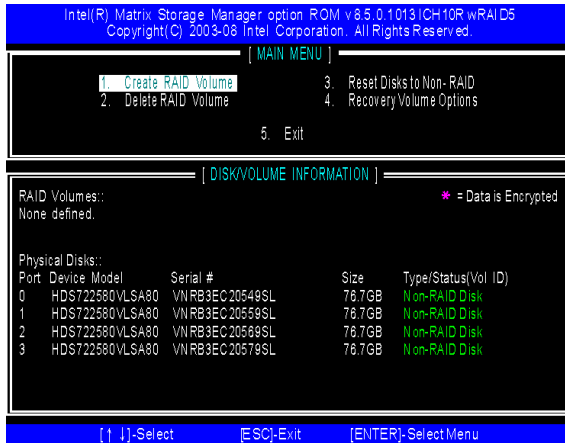 Intel(R) Matrix Storage Manager option ROM v8.5.0.1013 ICH10R wRAID5
Copyright(C) 2003-08 Intel Corporation. All Rights Reserved.
[ MAIN MENU ]
1. Create RAID Volume 3. Reset Disks to Non-RAID
2. Delete RAID Volume 4. Recovery Volume Options
5. Exit
[ DISK/VOLUME INFORMATION ]
RAID Volumes:: * = Data is Encrypted
None defined.
Physical Disks::
Port Device Model Serial # Size Type/Status(Vol ID)
0 HDS722580VLSA80 VNRB3EC20549SL 76.7GB Non-RAID Disk
1 HDS722580VLSA80 VNRB3EC20559SL 76.7GB Non-RAID Disk
2 HDS722580VLSA80 VNRB3EC20569SL 76.7GB Non-RAID Disk
3 HDS722580VLSA80 VNRB3EC20579SL 76.7GB Non-RAID Disk
[↑ ↓]-Select [ESC]-Exit [ENTER]-Select Menu